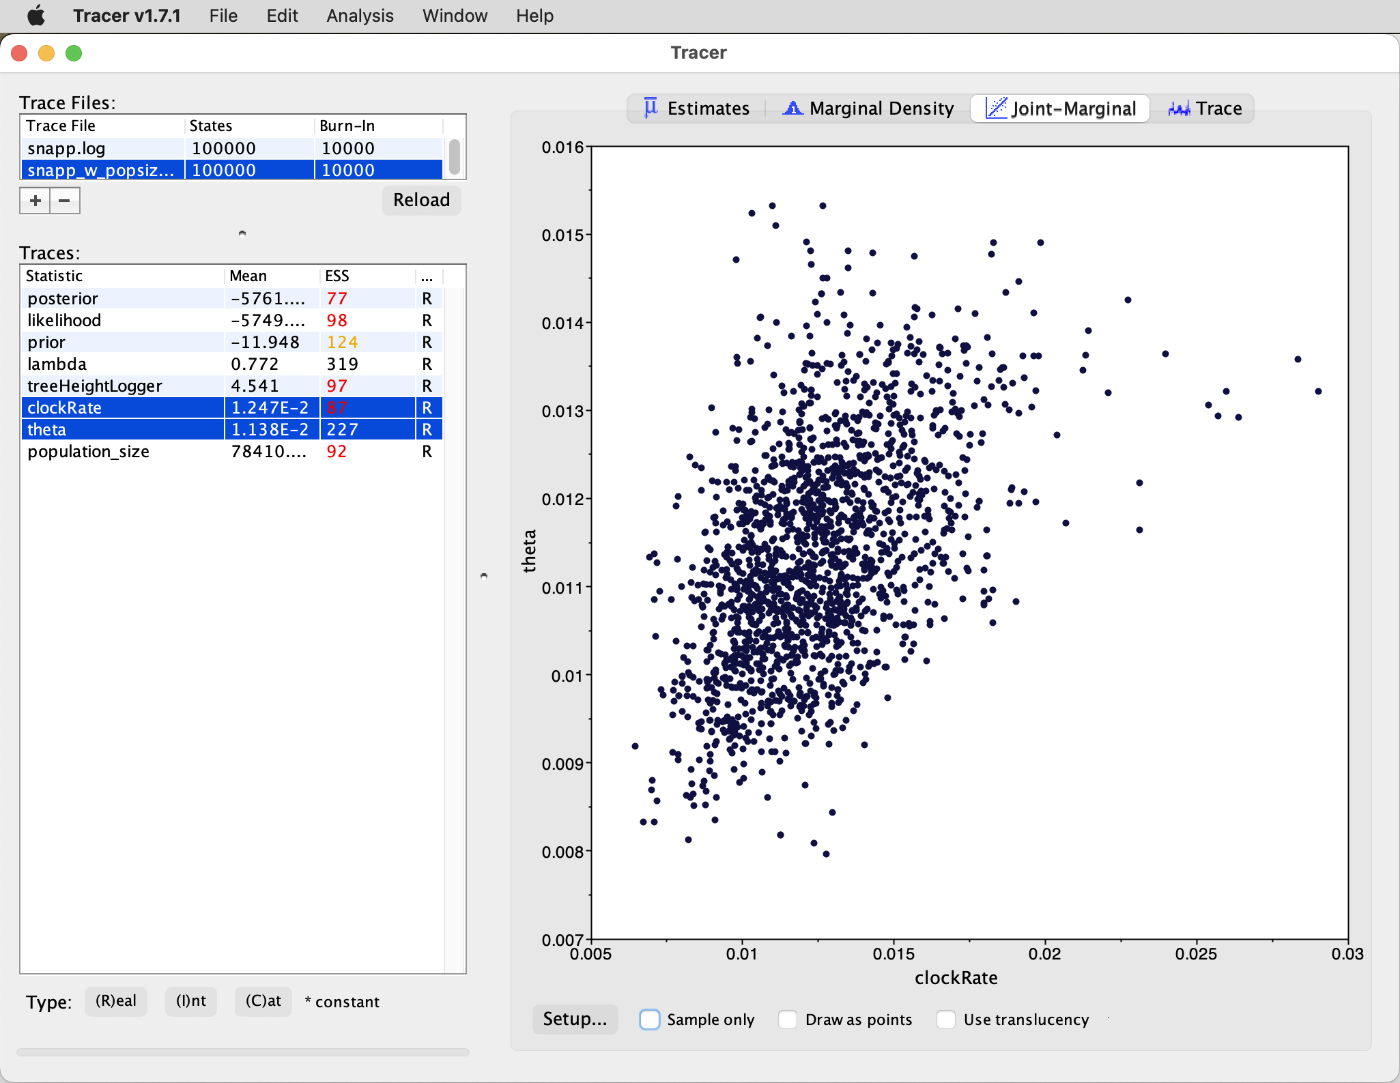 Tracer v1.7.1 File Edit Analysis Window Help
Tracer
Trace Files:
Trace File States Burn-In
snapp.log 100000 10000
snapp_w_popsiz... 100000 10000
+ − Reload
Traces:
Statistic Mean ESS ...
posterior −5761.... 77 R
likelihood −5749.... 98 R
prior −11.948 124 R
lambda 0.772 319 R
treeHeightLogger 4.541 97 R
clockRate 1.247E-2 87 R
theta 1.138E-2 227 R
population_size 78410.... 92 R
Type: (R)eal (I)nt (C)at * constant
Estimates Marginal Density Joint-Marginal Trace
0.016
0.015
0.014
0.013
0.012
0.011
0.01
0.009
0.008
0.007
theta
0.005 0.01 0.015 0.02 0.025 0.03
clockRate
Setup... Sample only Draw as points Use translucency